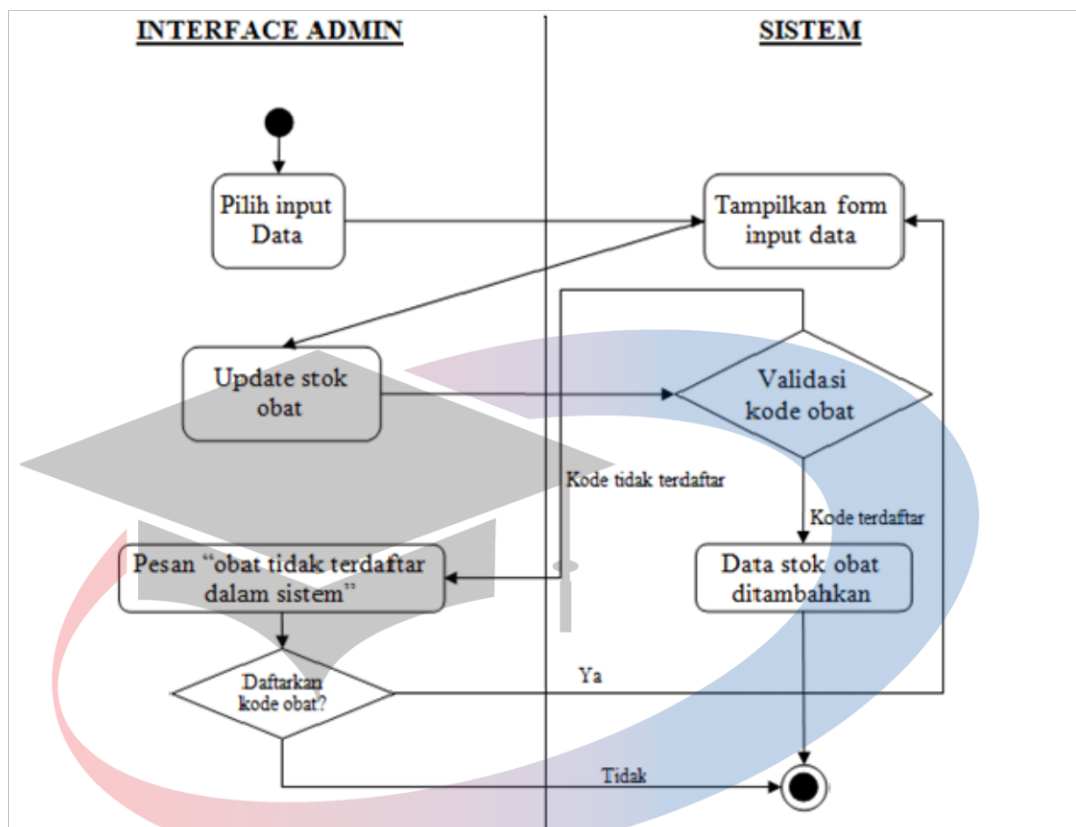 INTERFACE ADMIN
SISTEM
Pilih input
Data
Tampilkan form
input data
Update stok
obat
Validasi
kode obat
Kode tidak terdaftar
Kode terdaftar
Pesan “obat tidak terdaftar
dalam sistem”
Data stok obat
ditambahkan
Daftarkan
kode obat?
Ya
Tidak